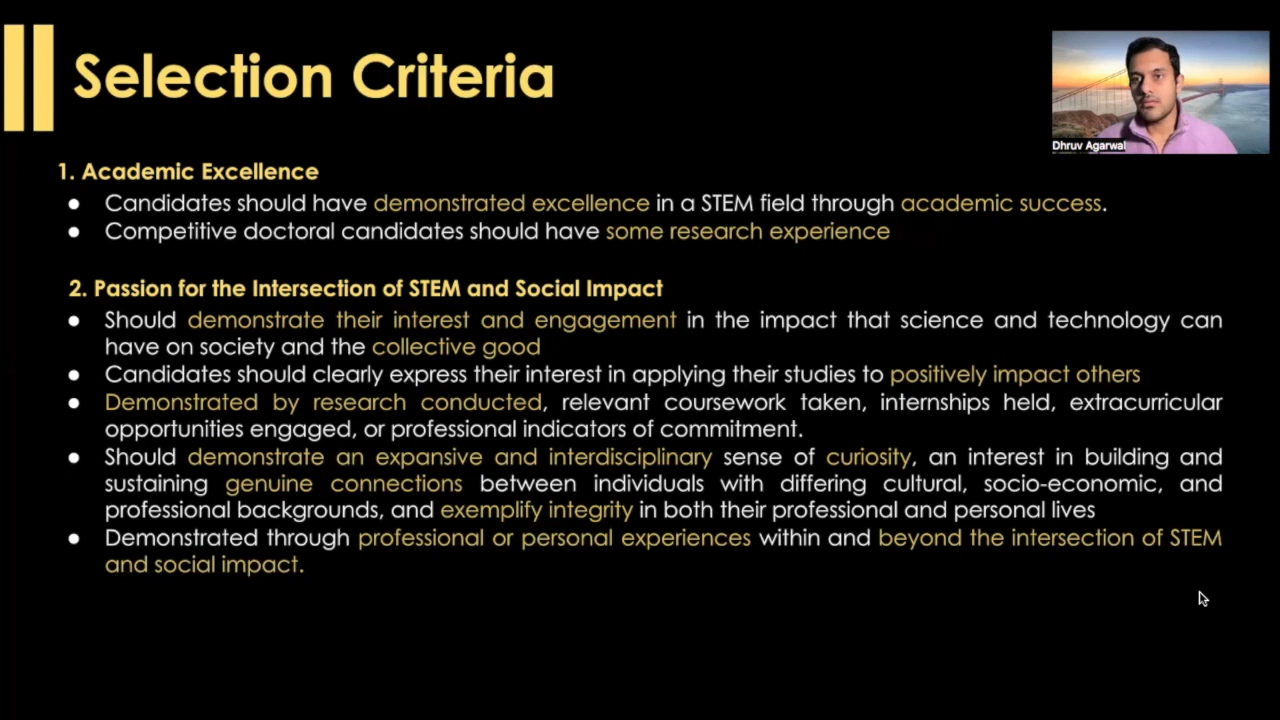 Selection Criteria
Dhruv Agarwal
1. Academic Excellence
● Candidates should have demonstrated excellence in a STEM field through academic success.
● Competitive doctoral candidates should have some research experience
2. Passion for the Intersection of STEM and Social Impact
● Should demonstrate their interest and engagement in the impact that science and technology can
have on society and the collective good
● Candidates should clearly express their interest in applying their studies to positively impact others
● Demonstrated by research conducted, relevant coursework taken, internships held, extracurricular
opportunities engaged, or professional indicators of commitment.
● Should demonstrate an expansive and interdisciplinary sense of curiosity, an interest in building and
sustaining genuine connections between individuals with differing cultural, socio-economic, and
professional backgrounds, and exemplify integrity in both their professional and personal lives
● Demonstrated through professional or personal experiences within and beyond the intersection of STEM
and social impact.